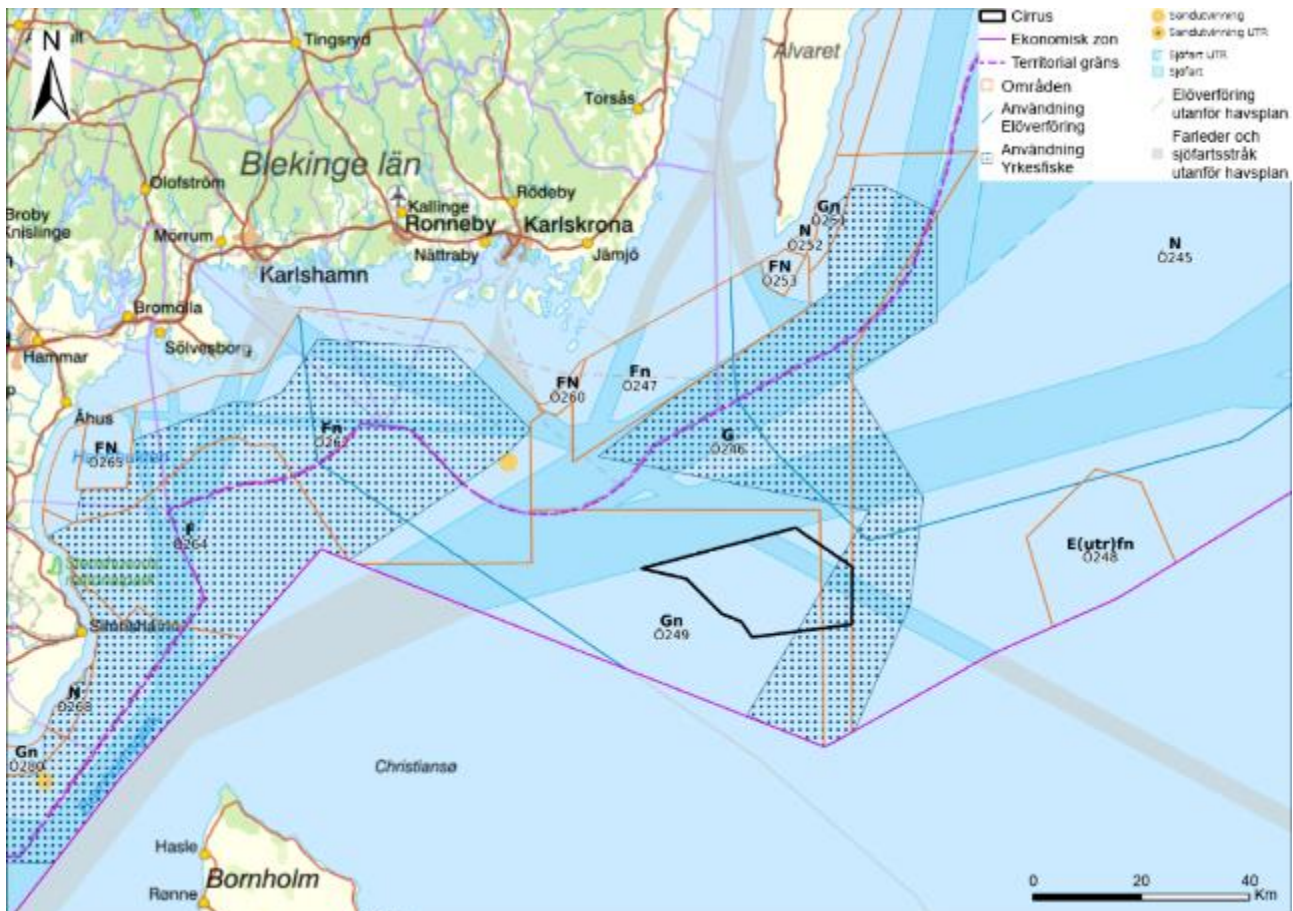 N
Tingsryd
Alvaret
Torsås
Blekinge län
Olofström
Rödeby
Kallinge
Broby
Knislinge
Ronneby
Karlskrona
Mörrum
Nättraby
Jämjö
Karlshamn
Bromölla
Sölvesborg
Hammar
Åhus
Gn
Ö251
N
Ö252
FN
Ö253
N
Ö245
FN
Ö260
Fn
Ö247
Fn
FN
Ö265
G
Ö246
F
Ö264
E(utr)fn
Ö248
Gn
Ö249
N
Ö268
Gn
Ö280
Christiansø
Hasle
Bornholm
Rønne
Cirrus
Ekonomisk zon
Territorial gräns
Områden
Användning
Elöverföring
Användning
Yrkesfiske
Sandutvinning
Sandutvinning UTR
Sjöfart UTR
Sjöfart
Elöverföring
utanför havsplan
Farleder och
sjöfartsstråk
utanför havsplan
0 20 40
Km